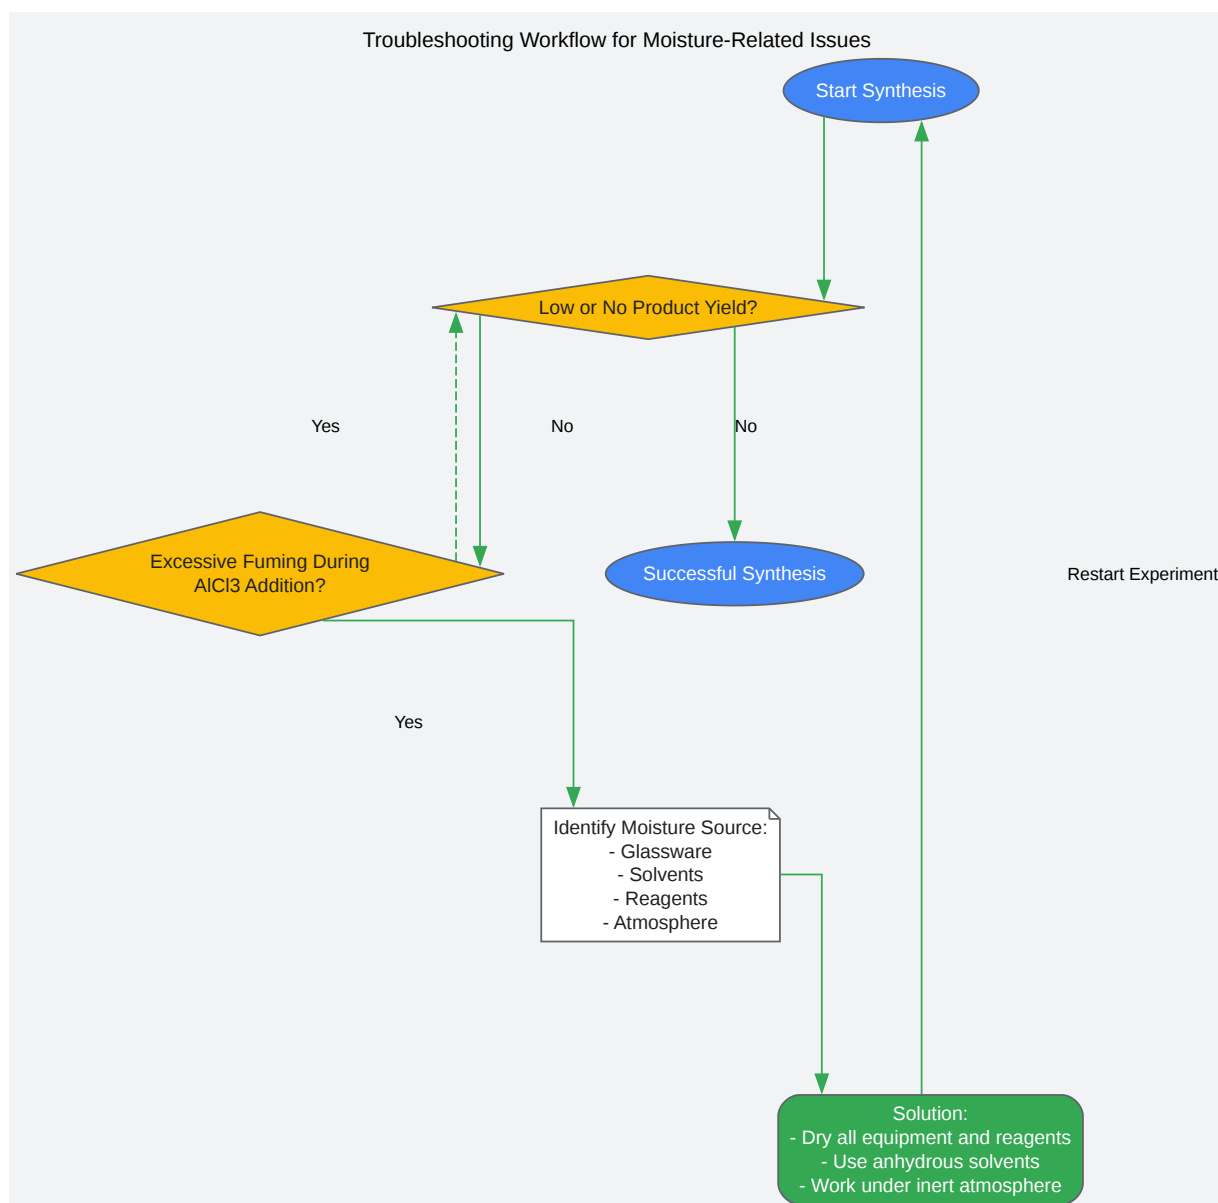 Troubleshooting Workflow for Moisture-Related Issues
Start Synthesis
Low or No Product Yield?
Yes
No
No
Excessive Fuming During
AlCl3 Addition?
Successful Synthesis
Restart Experiment
Yes
Identify Moisture Source:
- Glassware
- Solvents
- Reagents
- Atmosphere
Solution:
- Dry all equipment and reagents
- Use anhydrous solvents
- Work under inert atmosphere